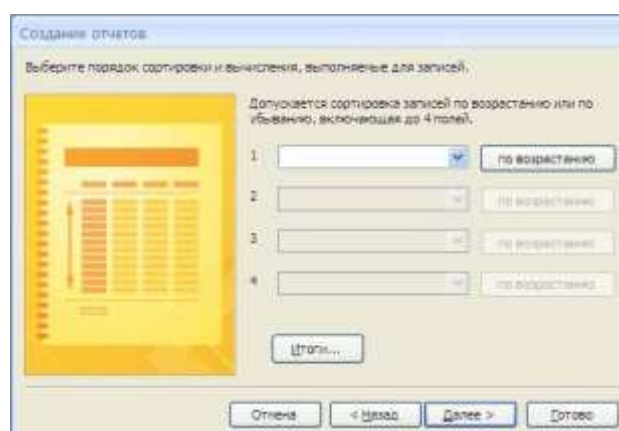 Создание отчетов
Выберите порядок сортировки и вычисления, выполняемые для записей.
Допускается сортировка записей по возрастанию или по
убыванию, включающая до 4 полей.
1 по возрастанию
2 по возрастанию
3 по возрастанию
4 по возрастанию
Итоги...
Отмена < Назад Далее > Готово